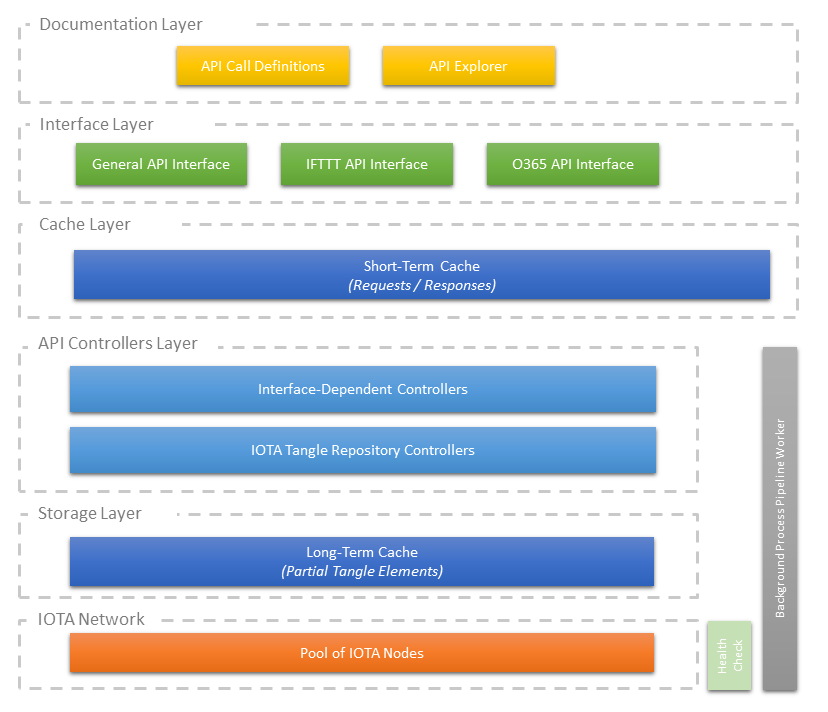 Documentation Layer
API Call Definitions
API Explorer
Interface Layer
General API Interface
IFTTT API Interface
O365 API Interface
Cache Layer
Short-Term Cache
(Requests / Responses)
API Controllers Layer
Interface-Dependent Controllers
IOTA Tangle Repository Controllers
Storage Layer
Long-Term Cache
(Partial Tangle Elements)
IOTA Network
Pool of IOTA Nodes
Health
Check
Background Process Pipeline Worker